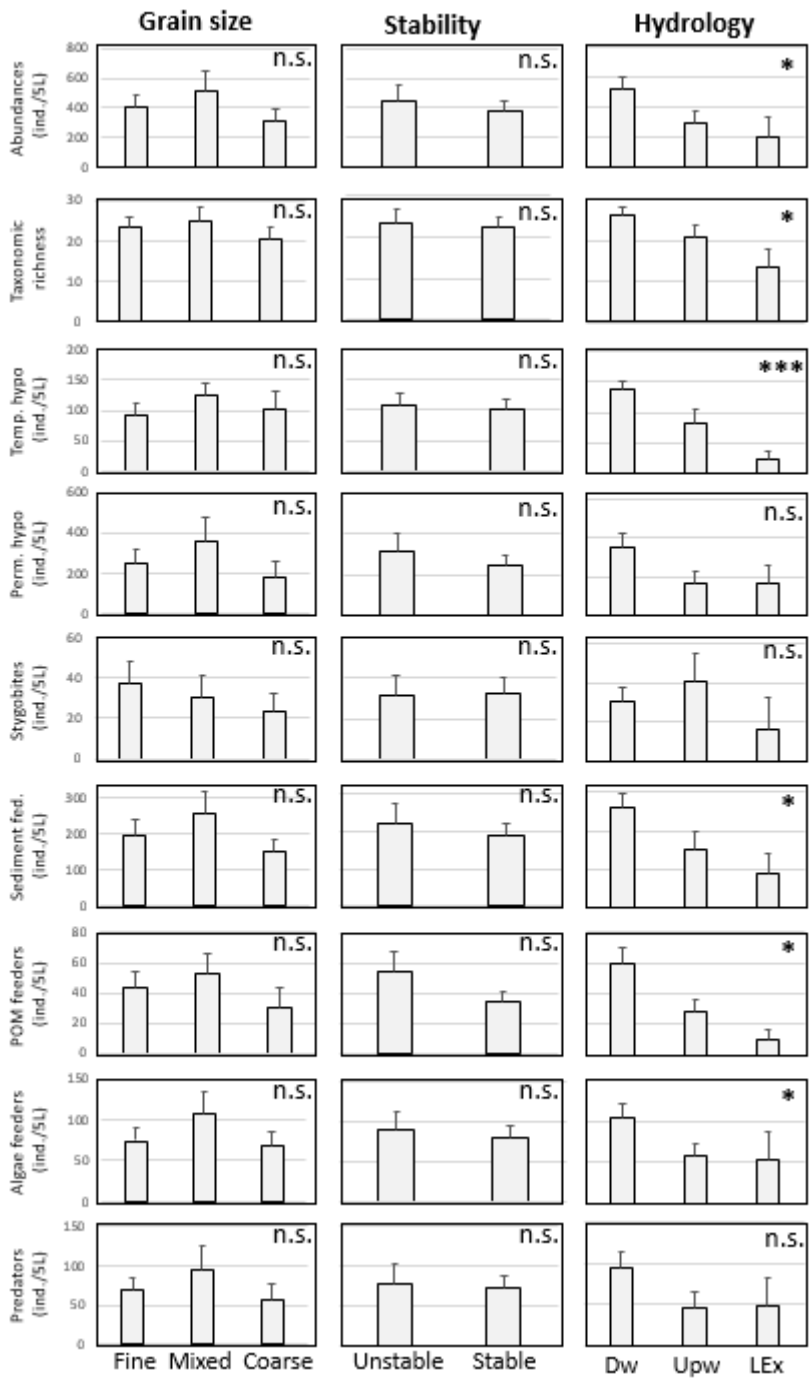 Grain size Stability Hydrology
Abundances
(ind./5L)
800
600
400
200
0
n.s.
n.s.
*
Taxonomic
richness
30
20
10
0
n.s.
n.s.
*
Temp. hypo
(ind./5L)
200
150
100
50
0
n.s.
n.s.
***
Perm. hypo
(ind./5L)
600
400
200
0
n.s.
n.s.
n.s.
Stygobites
(ind./5L)
60
40
20
0
n.s.
n.s.
n.s.
Sediment fed.
(ind./5L)
300
200
100
0
n.s.
n.s.
*
POM feeders
(ind./5L)
80
60
40
20
0
n.s.
n.s.
*
Algae feeders
(ind./5L)
150
100
50
0
n.s.
n.s.
*
Predators
(ind./5L)
150
100
50
0
n.s.
n.s.
n.s.
Fine Mixed Coarse Unstable Stable Dw Upw LEx